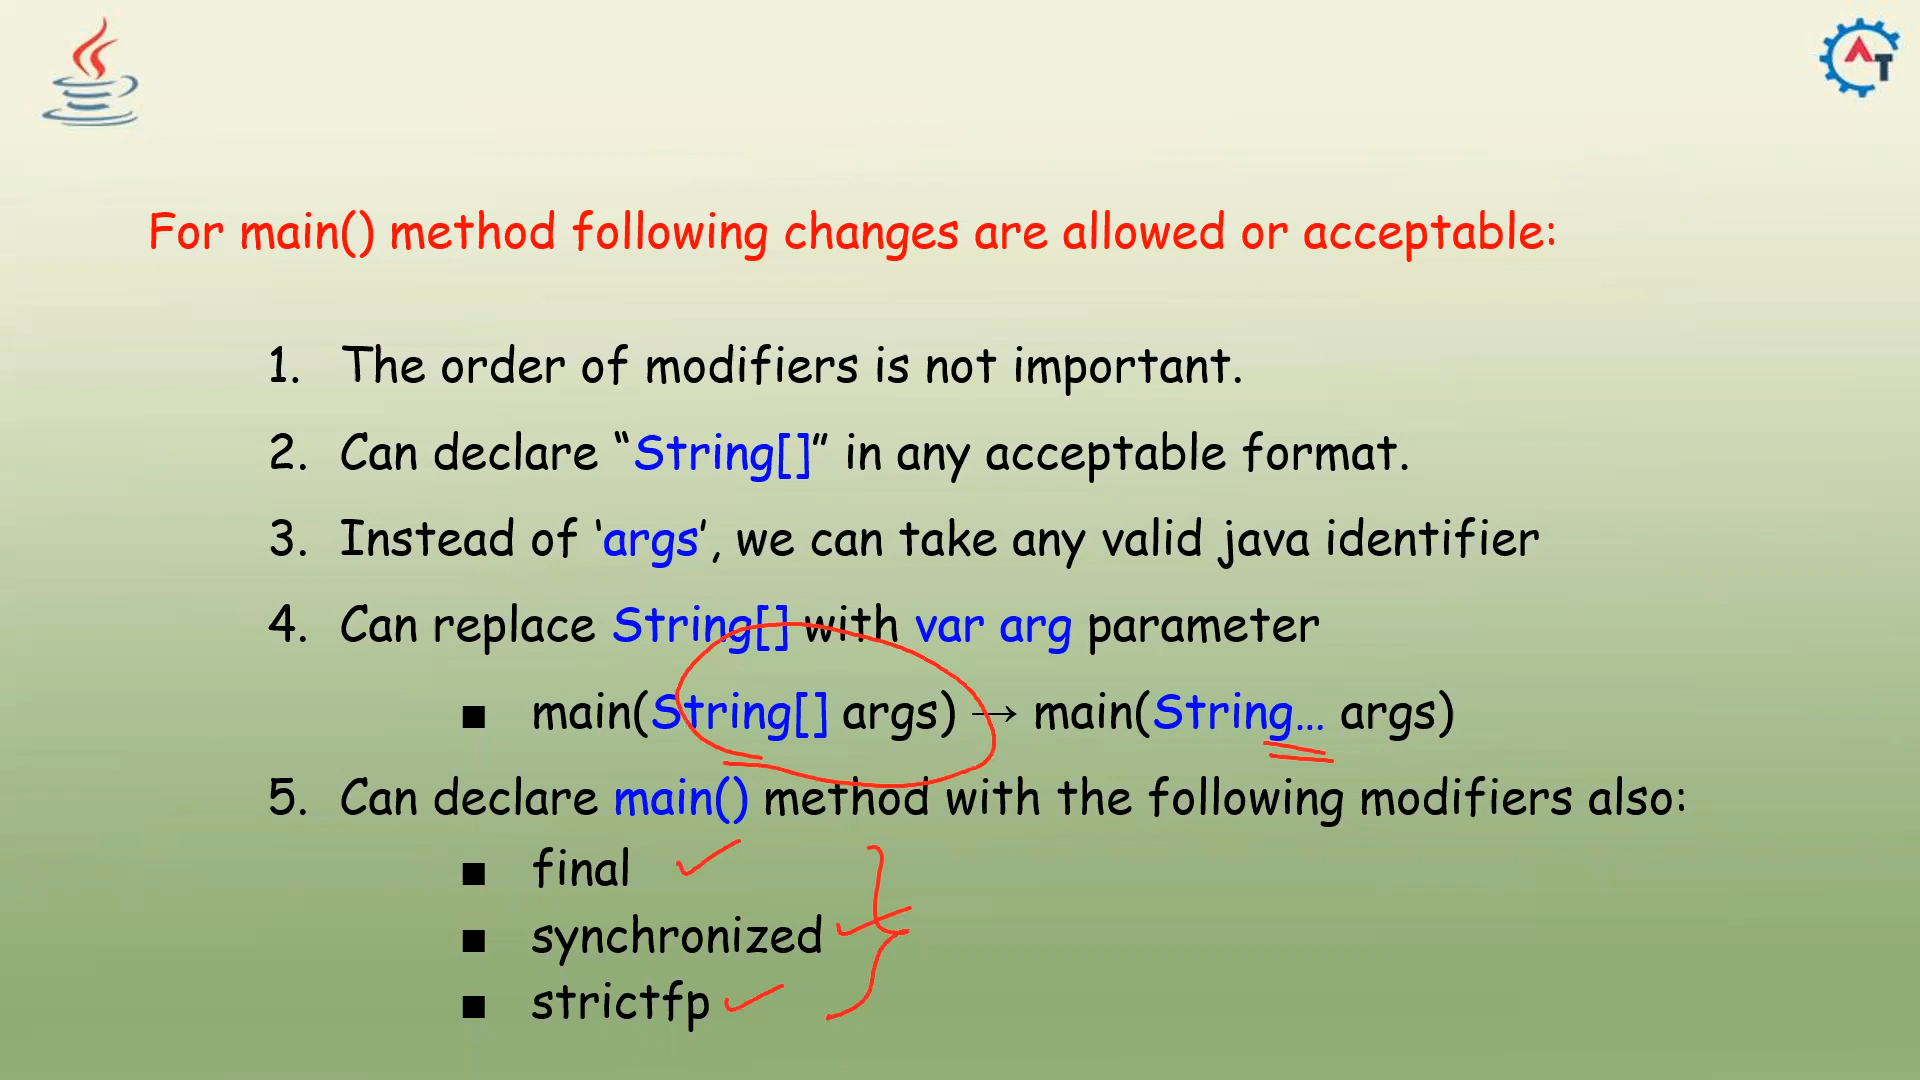 AT
For main() method following changes are allowed or acceptable:
1. The order of modifiers is not important.
2. Can declare “String[]” in any acceptable format.
3. Instead of ‘args’, we can take any valid java identifier
4. Can replace String[] with var arg parameter
■ main(String[] args) → main(String... args)
5. Can declare main() method with the following modifiers also:
■ final
■ synchronized
■ strictfp